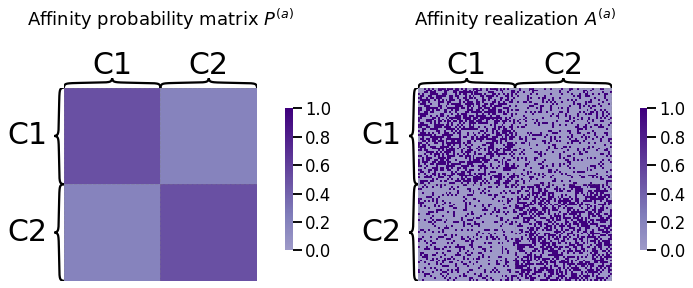 Affinity probability matrix P^(a)
Affinity realization A^(a)
C1 C2
C1 C2
C1
C2
1.0
0.8
0.6
0.4
0.2
0.0
C1
C2
1.0
0.8
0.6
0.4
0.2
0.0